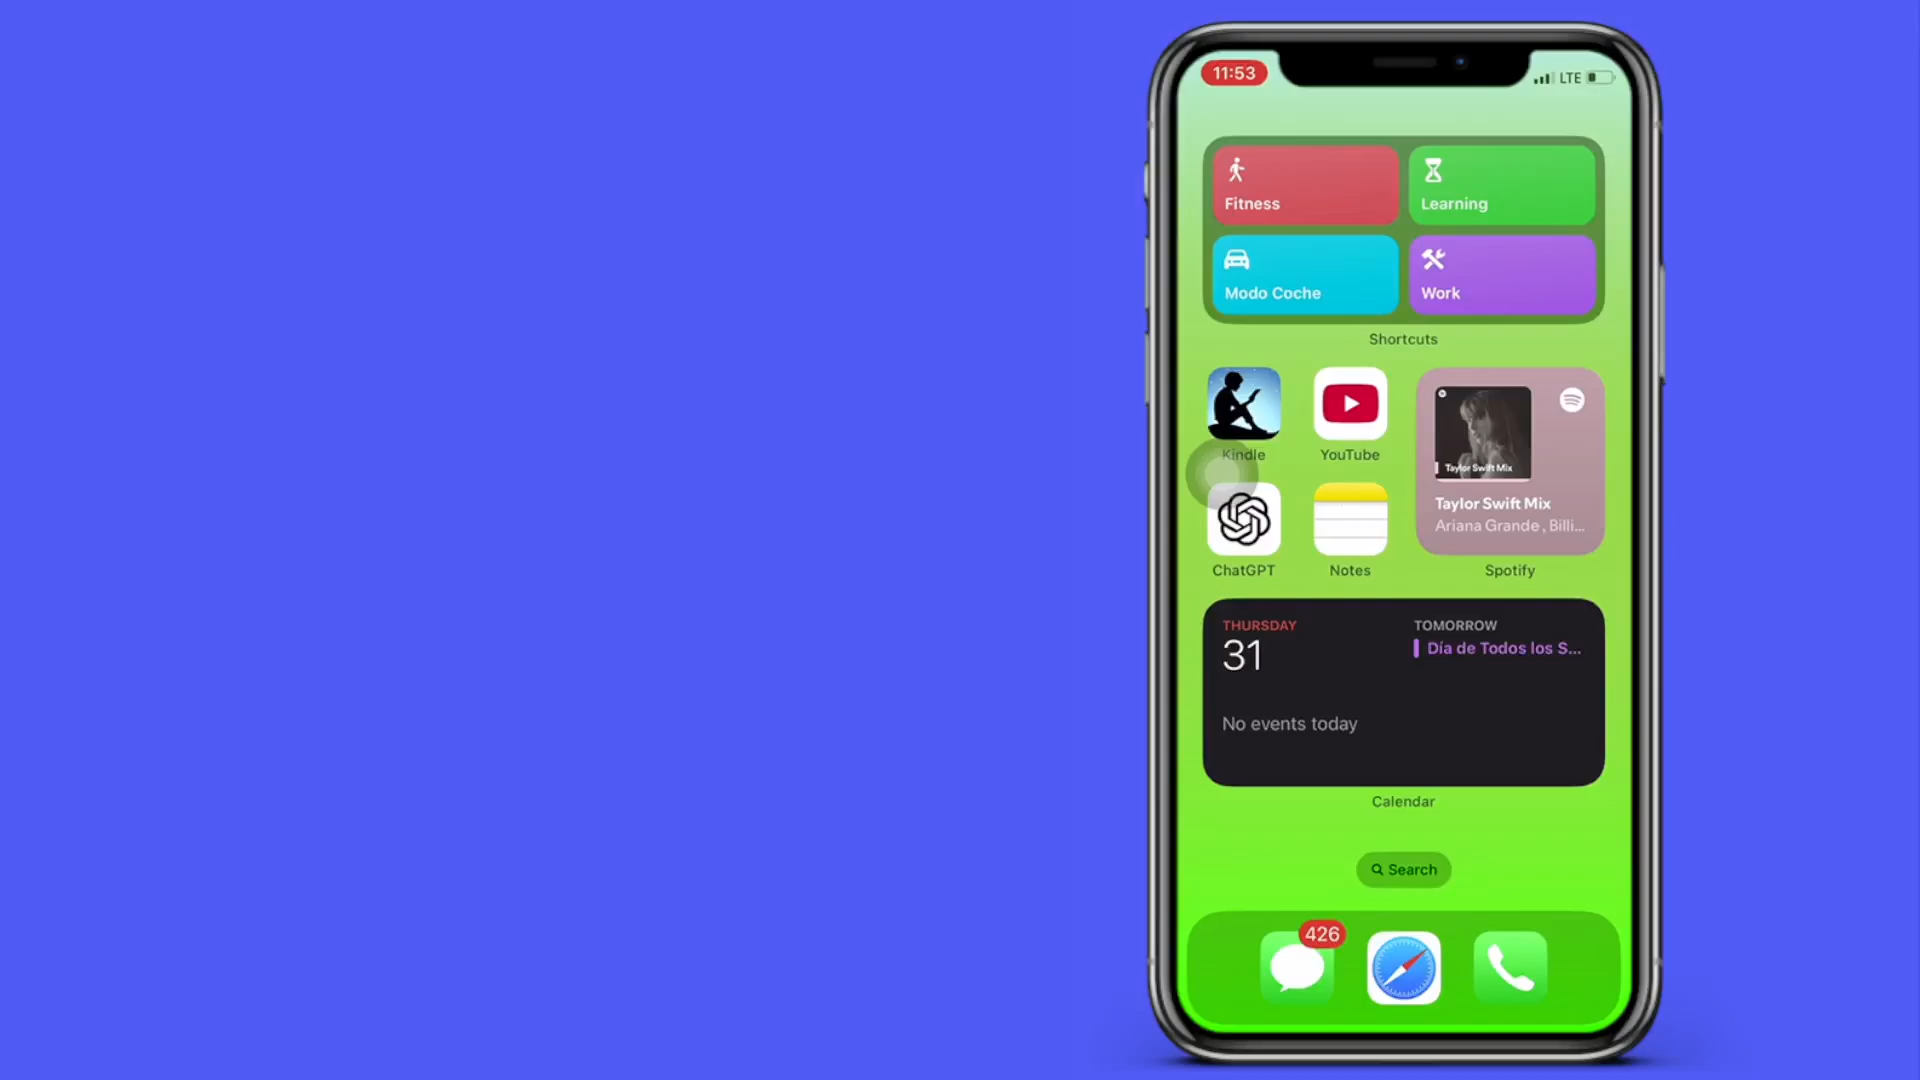 11:53
LTE
Fitness
Learning
Modo Coche
Work
Shortcuts
Kindle
YouTube
Taylor Swift Mix
Taylor Swift Mix
Ariana Grande, Billi...
ChatGPT
Notes
Spotify
THURSDAY
31
TOMORROW
Día de Todos los S...
No events today
Calendar
Search
426